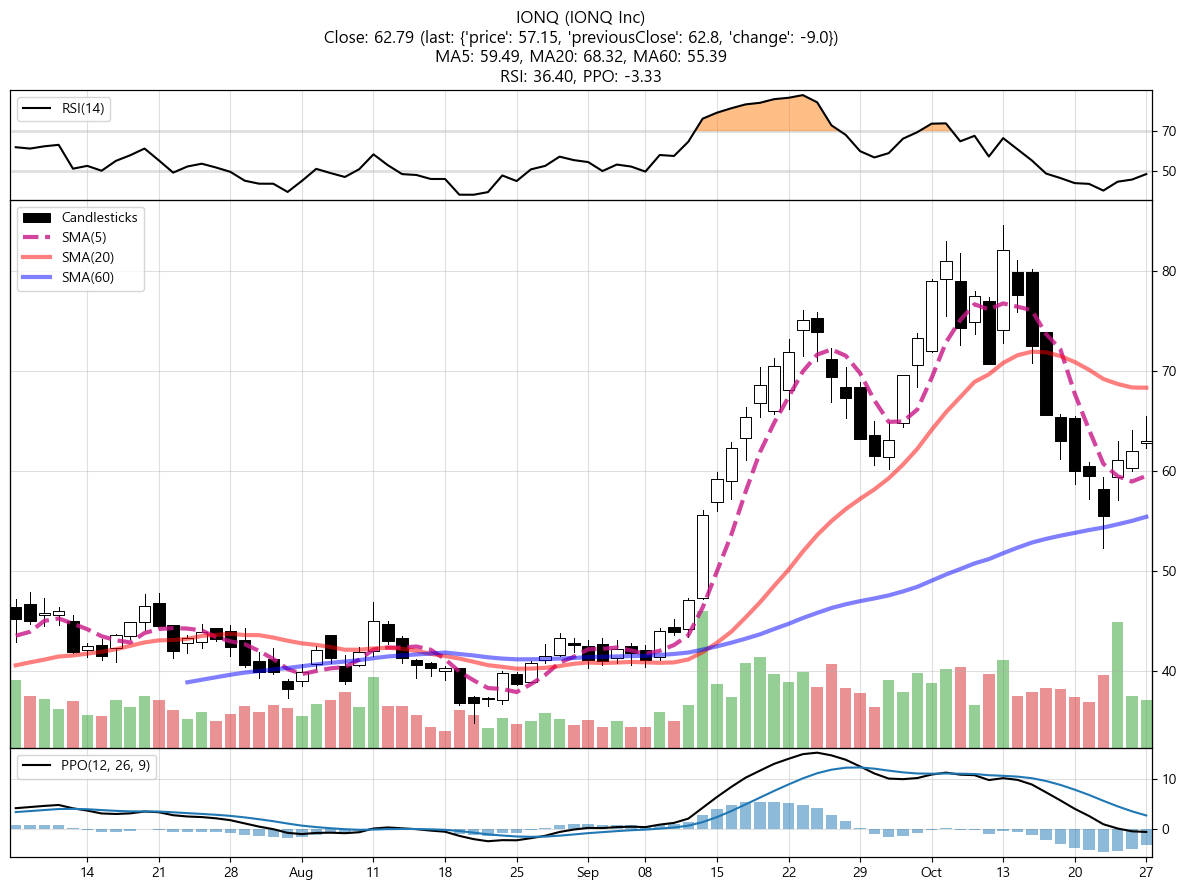 IONQ (IONQ Inc)
Close: 62.79 (last: {'price': 57.15, 'previousClose': 62.8, 'change': -9.0})
MA5: 59.49, MA20: 68.32, MA60: 55.39
RSI: 36.40, PPO: -3.33
RSI(14)
70
50
Candlesticks
SMA(5)
SMA(20)
SMA(60)
80
70
60
50
40
PPO(12, 26, 9)
10
0
14 21 28 Aug 11 18 25 Sep 08 15 22 29 Oct 13 20 27